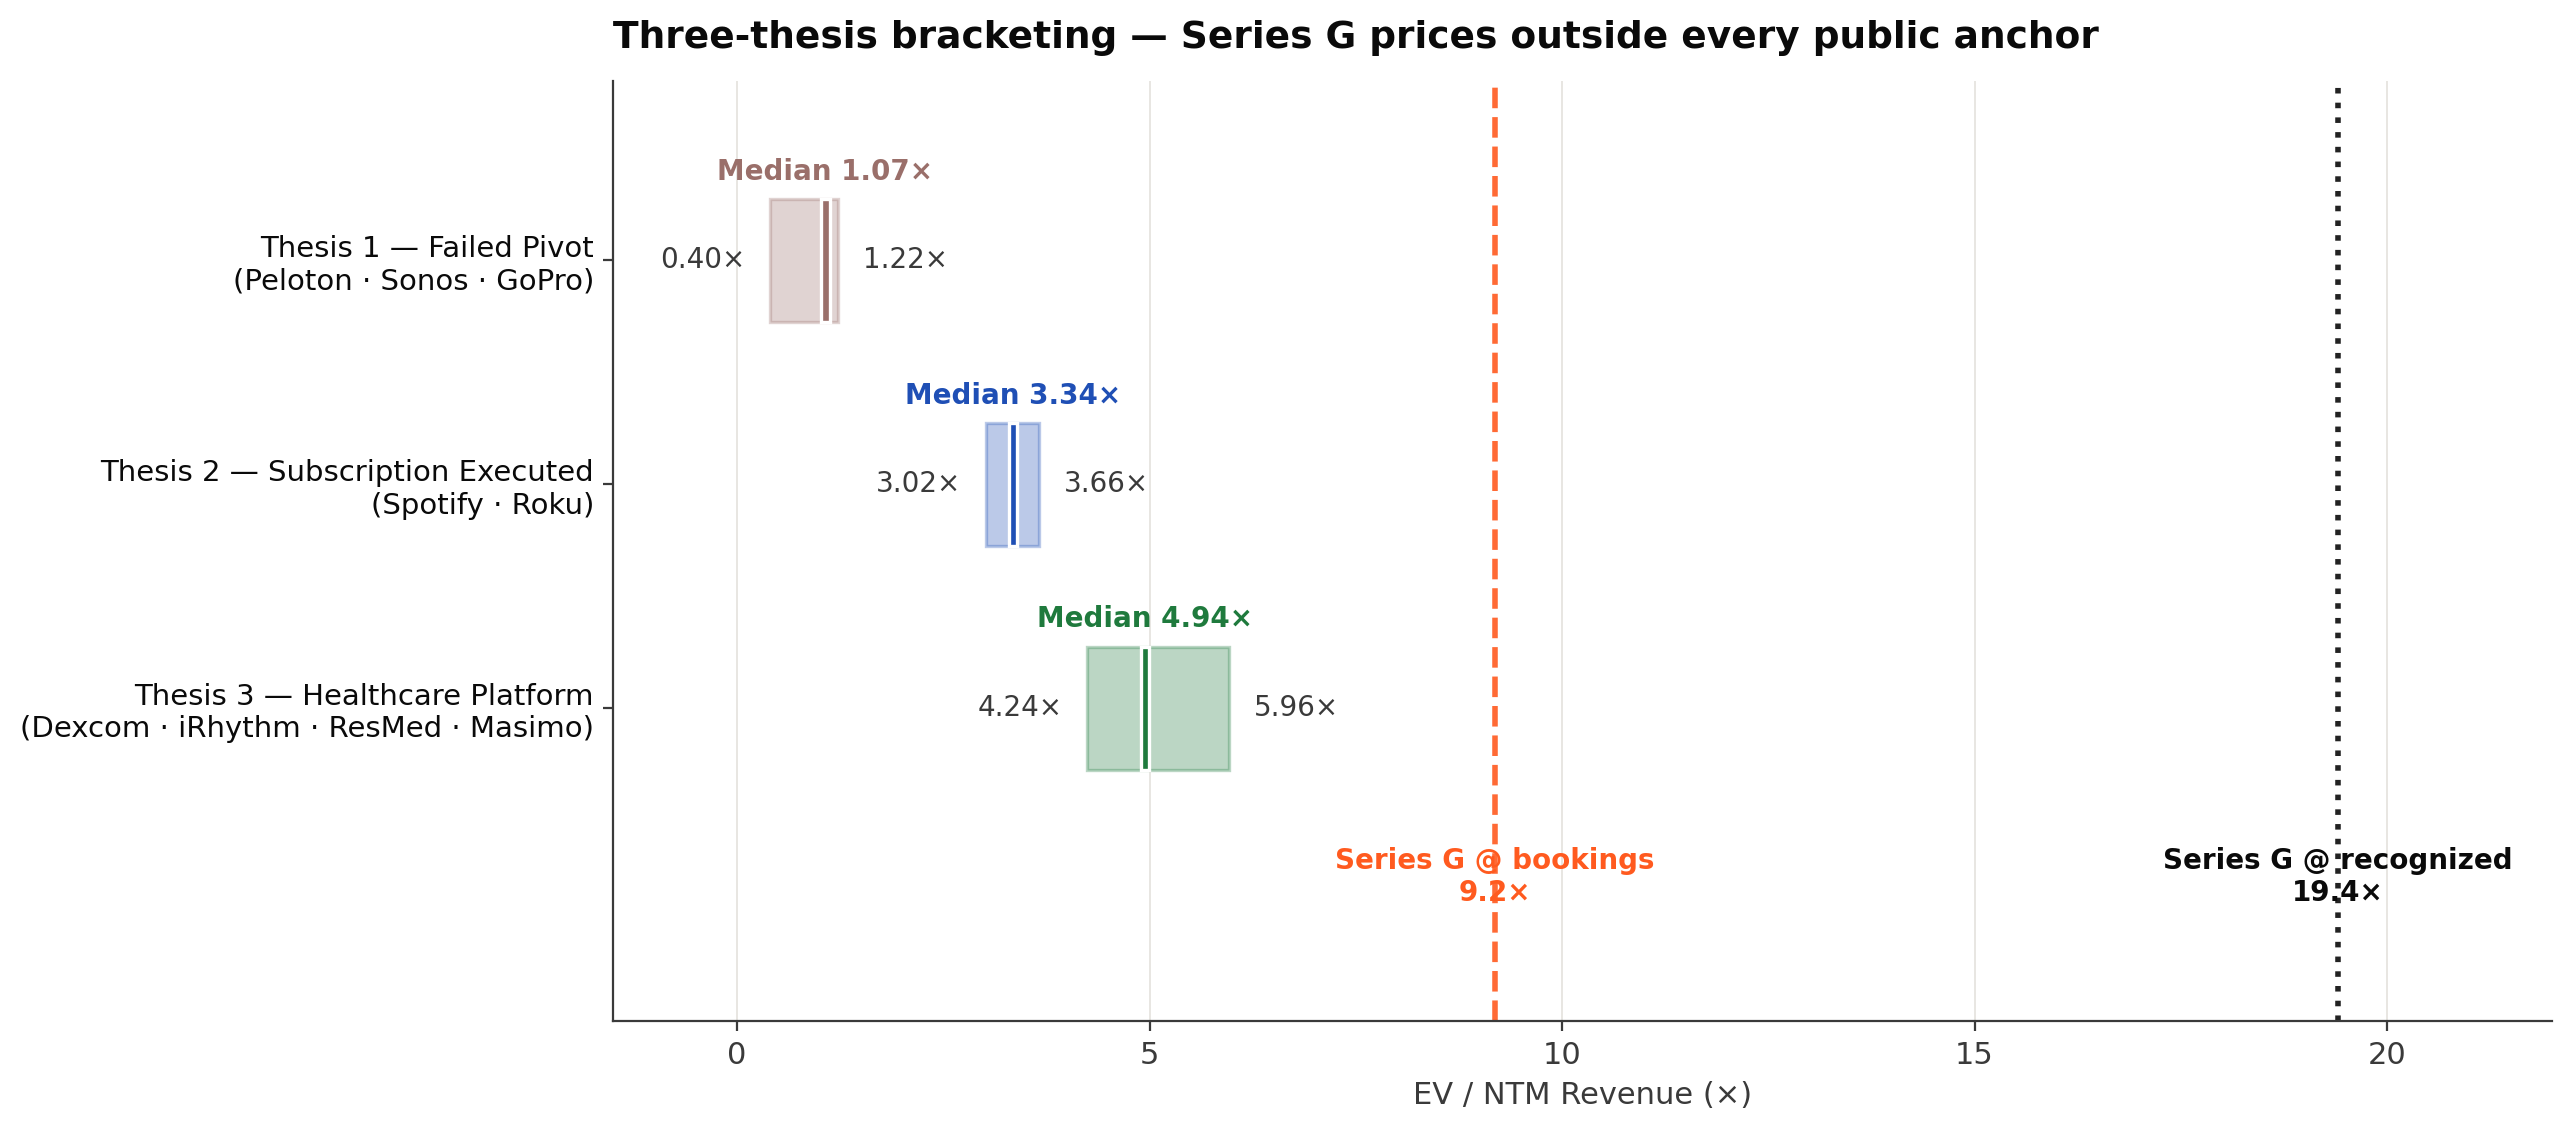 Three-thesis bracketing — Series G prices outside every public anchor
Median 1.07×
Thesis 1 — Failed Pivot
(Peloton · Sonos · GoPro)
0.40×
1.22×
Median 3.34×
Thesis 2 — Subscription Executed
(Spotify · Roku)
3.02×
3.66×
Median 4.94×
Thesis 3 — Healthcare Platform
(Dexcom · iRhythm · ResMed · Masimo)
4.24×
5.96×
Series G @ bookings
9.2×
Series G @ recognized
19.4×
0
5
10
15
20
EV / NTM Revenue (×)